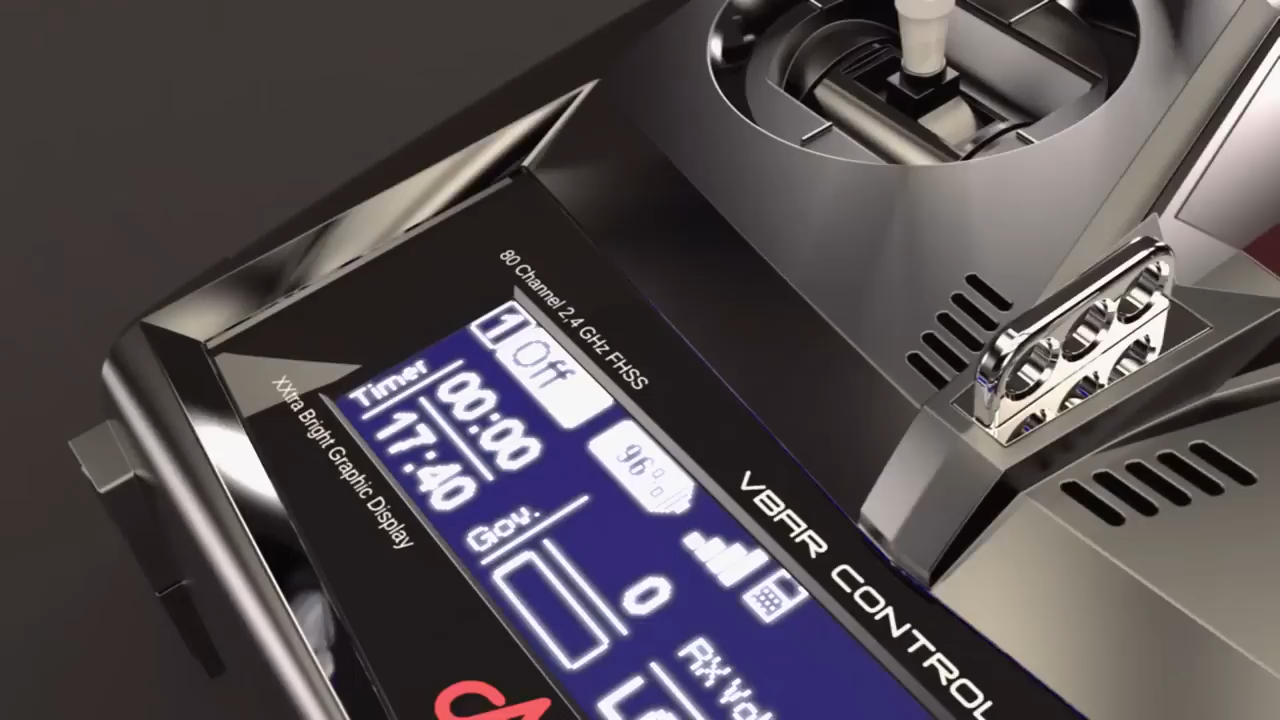 80 Channel 2,4 GHz FHSS
1 Off
Timer
00:00
17:40
96%
Gov.
0
RX
VBAR CONTROL
XXtra Bright Graphic Display